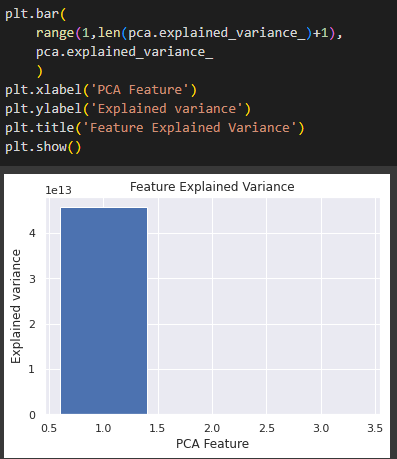 plt.bar(
range(1,len(pca.explained_variance_)+1),
pca.explained_variance_
)
plt.xlabel('PCA Feature')
plt.ylabel('Explained variance')
plt.title('Feature Explained Variance')
plt.show()
1e13
Feature Explained Variance
Explained variance
4
3
2
1
0
0.5 1.0 1.5 2.0 2.5 3.0 3.5
PCA Feature